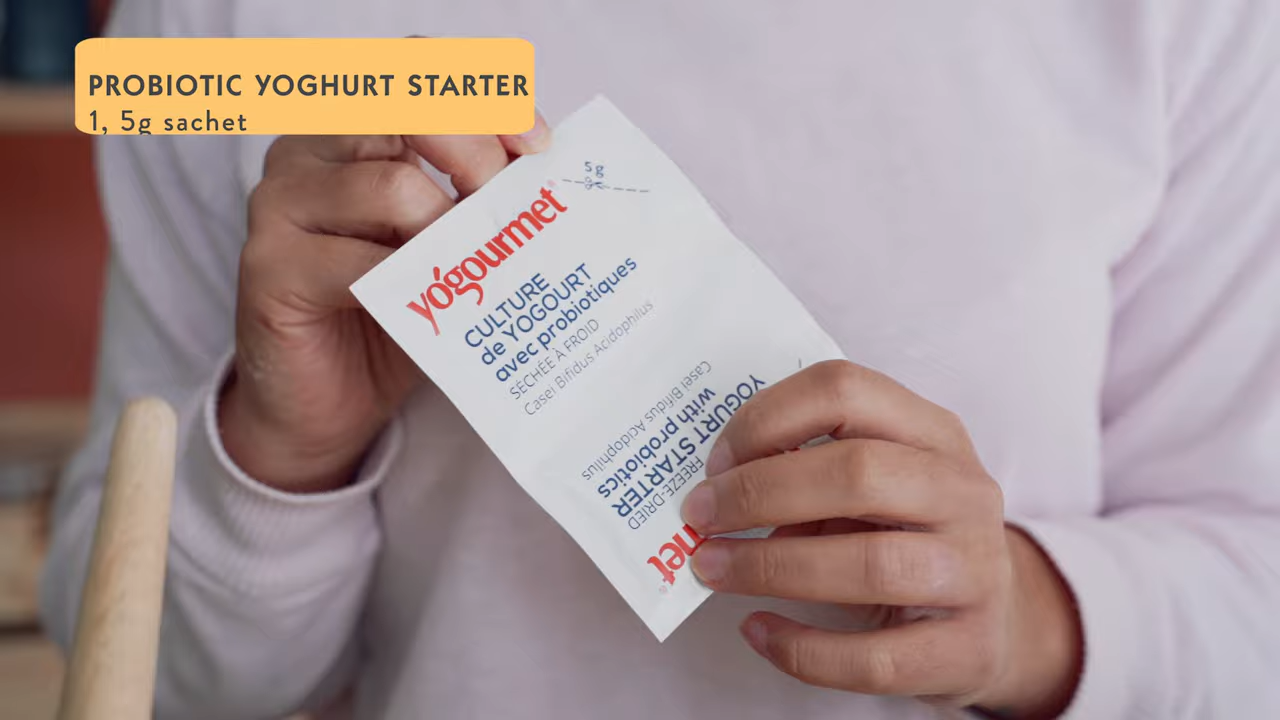 PROBIOTIC YOGHURT STARTER
1, 5g sachet
5 g
yógourmet®
CULTURE
de YOGOURT
avec probiotiques
SÉCHÉE À FROID
Casei Bifidus Acidophilus
met®
FREEZE-DRIED
YOGURT STARTER
with probiotics
Casei Bifidus Acidophilus